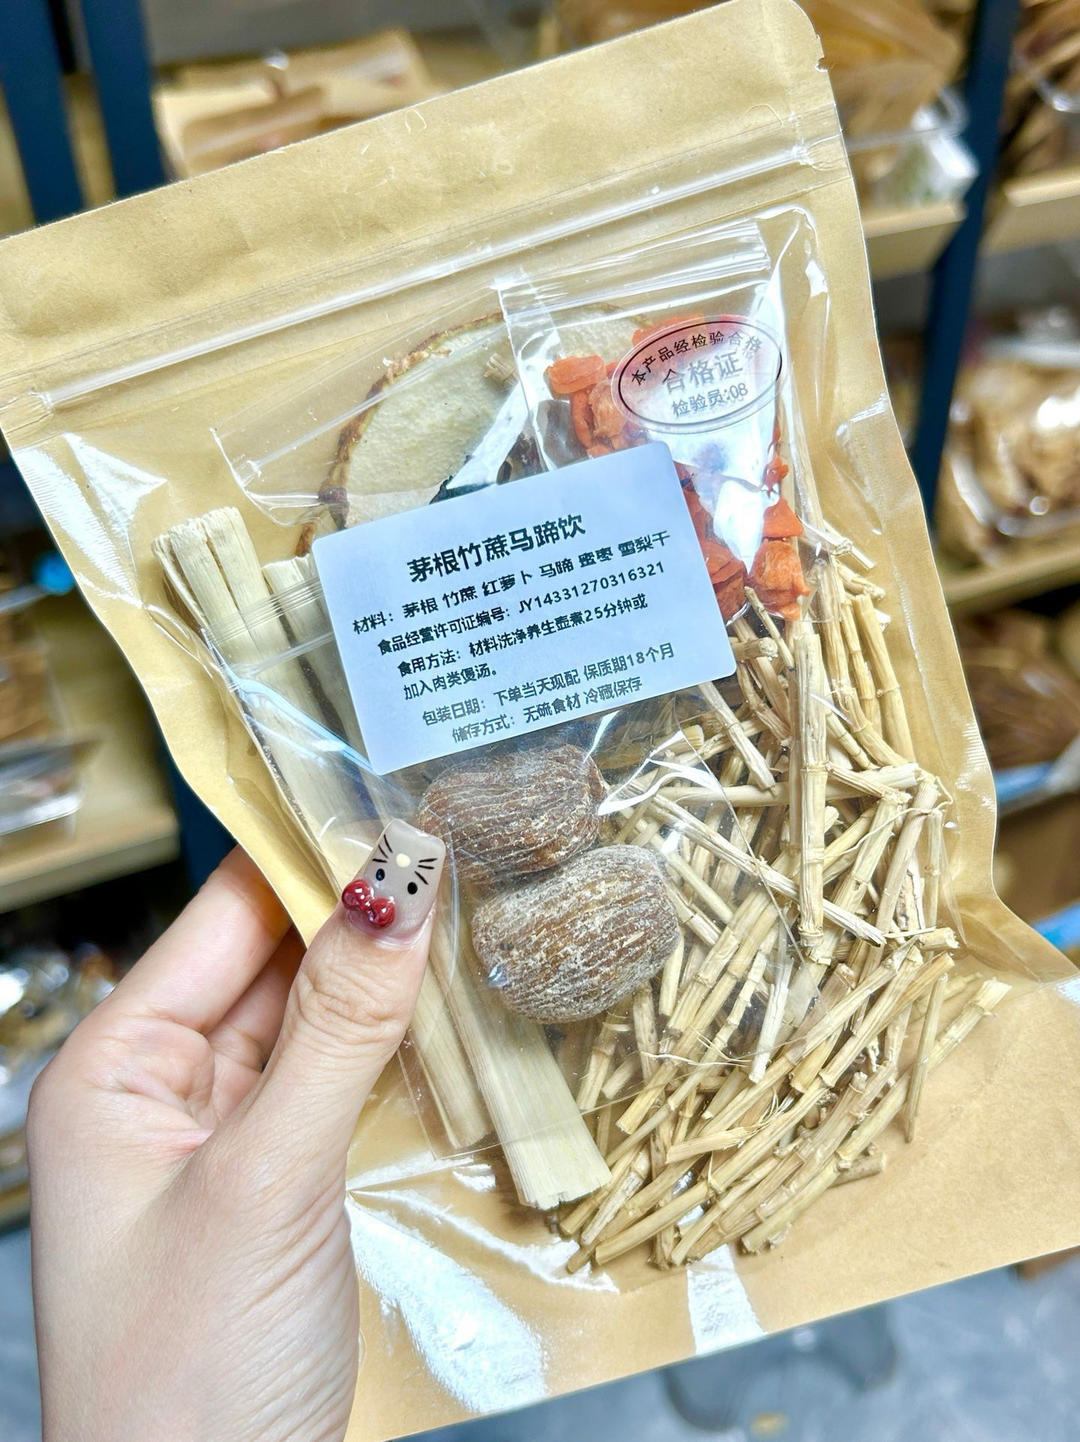 本产品经检验合格
合格证
检验员:08
茅根竹蔗马蹄饮
材料：茅根 竹蔗 红萝卜 马蹄 蜜枣 雪梨干
食品经营许可证编号：JY14331270316321
食用方法：材料洗净养生壶煮25分钟或
加入肉类煲汤。
包装日期：下单当天现配 保质期18个月
储存方式：无硫食材 冷藏保存